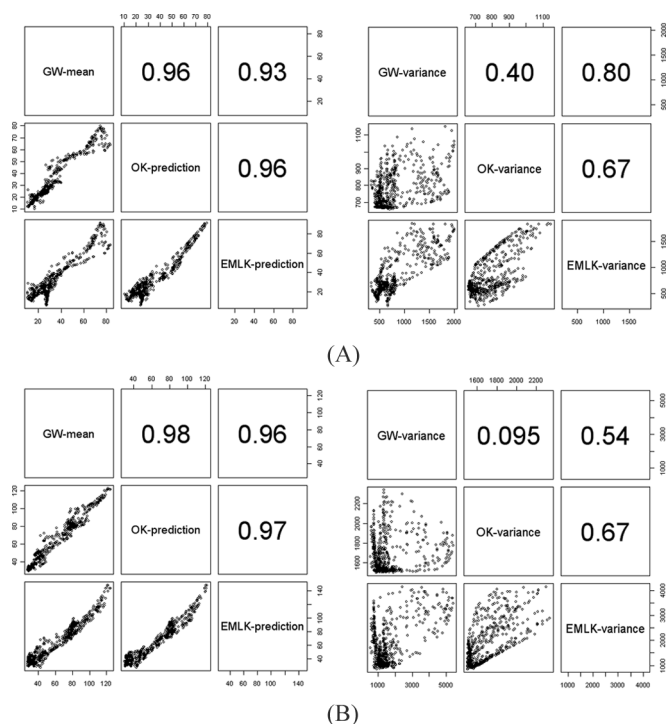 10 20 30 40 50 60 70 80
700 800 900 1000 1100
GW-mean 0.96 0.93
20 40 60 80
GW-variance 0.40 0.80
500 1000 1500 2000
10 20 30 40 50 60 70 80
OK-prediction 0.96
700 800 900 1000 1100
OK-variance 0.67
EMLK-prediction
20 40 60 80
EMLK-variance
500 1000 1500
20 40 60 80
20 40 60 80
500 1000 1500 2000
500 1000 1500
(A)
40 60 80 100 120
1600 1800 2000 2200
GW-mean 0.98 0.96
40 60 80 100 120
GW-variance 0.095 0.54
1000 2000 3000 4000 5000
40 60 80 100 120
OK-prediction 0.97
1600 1800 2000 2200
OK-variance 0.67
EMLK-prediction
40 60 80 100 140
EMLK-variance
1000 2000 3000 4000
40 60 80 100 120
40 60 80 100 140
1000 3000 5000
1000 2000 3000 4000
(B)